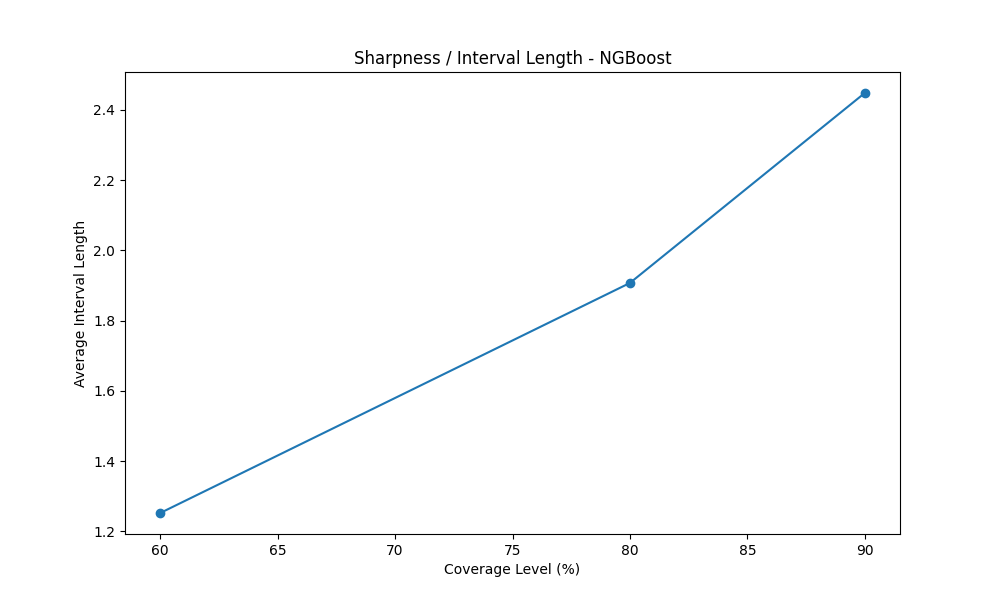 Sharpness / Interval Length - NGBoost
Average Interval Length
2.4
2.2
2.0
1.8
1.6
1.4
1.2
60 65 70 75 80 85 90
Coverage Level (%)